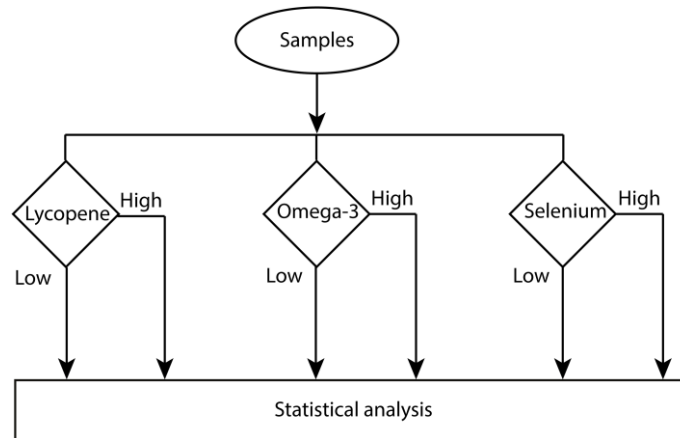 Samples
Lycopene
High
Low
Omega-3
High
Low
Selenium
High
Low
Statistical analysis